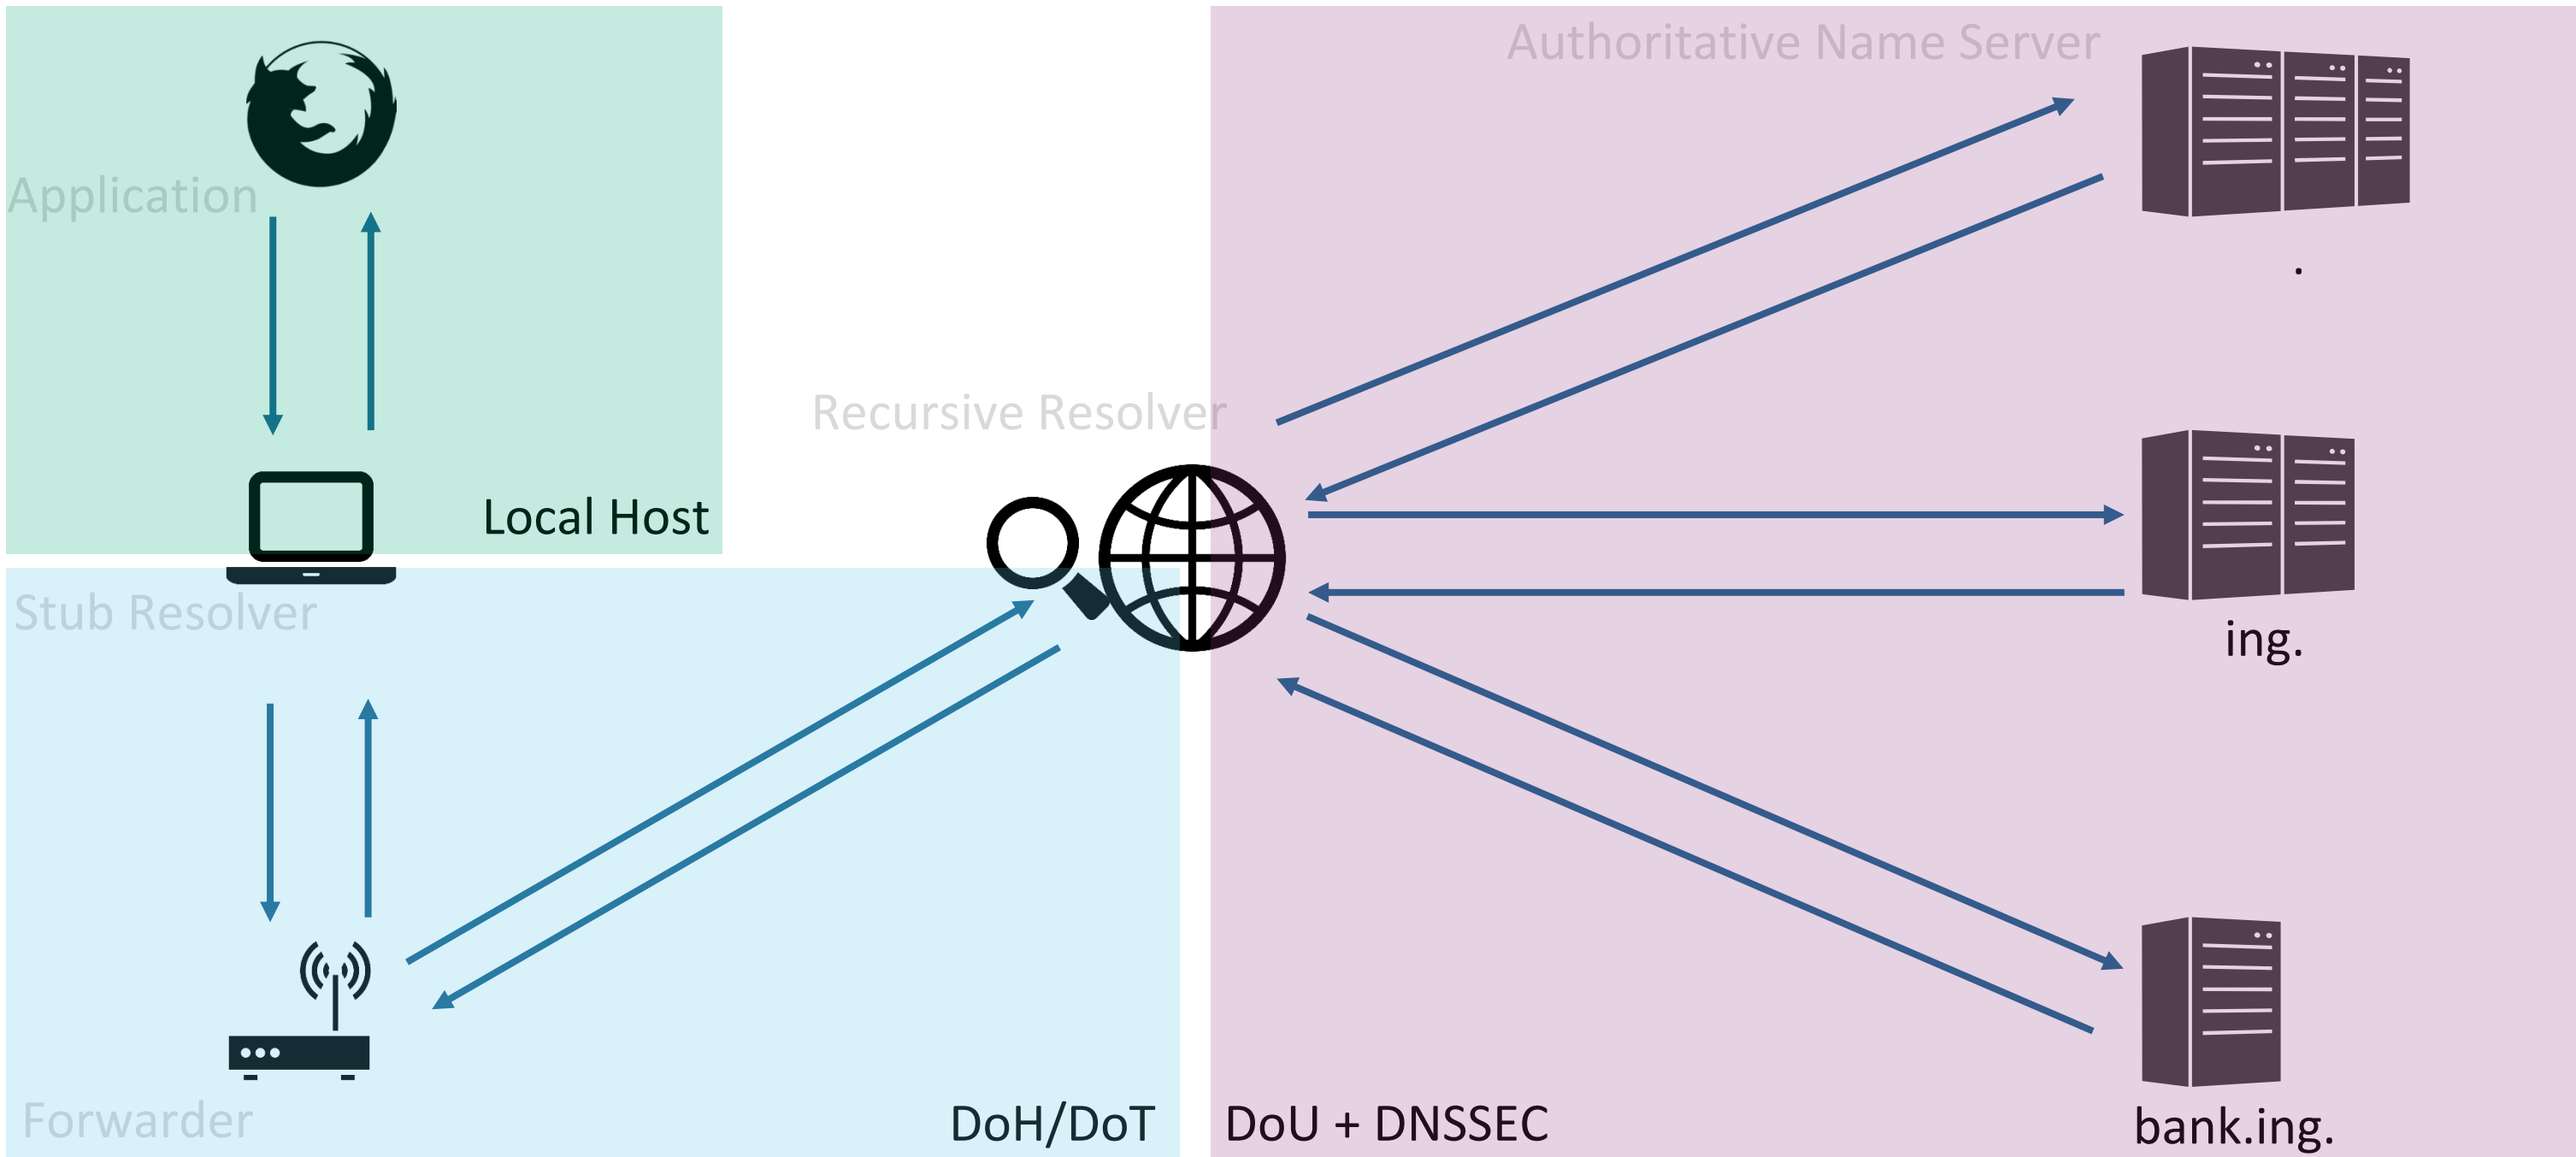 Authoritative Name Server
Application
.
Recursive Resolver
Local Host
Stub Resolver
ing.
Forwarder
DoH/DoT
DoU + DNSSEC
bank.ing.